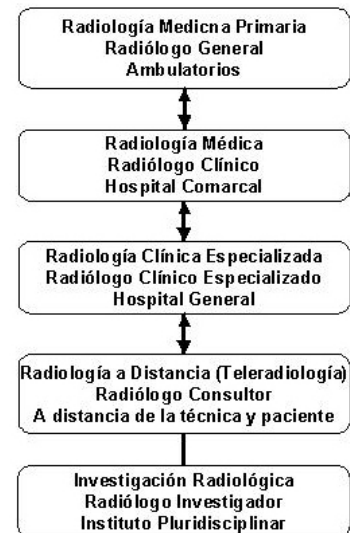 Radiología Medicna Primaria
Radiólogo General
Ambulatorios
Radiología Médica
Radiólogo Clínico
Hospital Comarcal
Radiología Clínica Especializada
Radiólogo Clínico Especializado
Hospital General
Radiología a Distancia (Teleradiología)
Radiólogo Consultor
A distancia de la técnica y paciente
Investigación Radiológica
Radiólogo Investigador
Instituto Pluridisciplinar